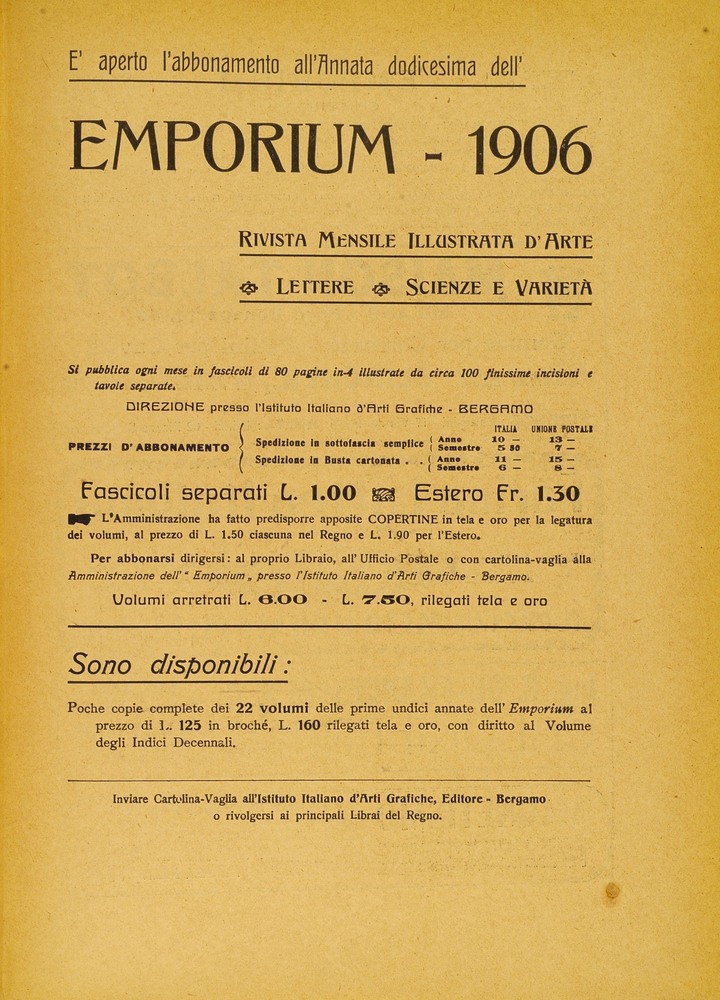 E' aperto l'abbonamento all'Annata dodicesima dell'
EMPORIUM - 1906
RIVISTA MENSILE ILLUSTRATA D'ARTE
LETTERE SCIENZE E VARIETÀ
Si pubblica ogni mese in fascicoli di 80 pagine in-4 illustrate da circa 100 finissime incisioni e
tavole separate.
DIREZIONE presso l'Istituto Italiano d'Arti Grafiche - BERGAMO
ITALIA UNIONE POSTALE
PREZZI D'ABBONAMENTO { Spedizione in sottofascia semplice { Anno 10 — 13 —
Semestre 5 50 7 —
Spedizione in Busta cartonata . . { Anno 11 — 15 —
Semestre 6 — 8 —
Fascicoli separati L. 1.00 Estero Fr. 1.30
☛ L'Amministrazione ha fatto predisporre apposite COPERTINE in tela e oro per la legatura
dei volumi, al prezzo di L. 1.50 ciascuna nel Regno e L. 1.90 per l'Estero.
Per abbonarsi dirigersi: al proprio Libraio, all'Ufficio Postale o con cartolina-vaglia alla
Amministrazione dell' " Emporium „ presso l'Istituto Italiano d'Arti Grafiche - Bergamo.
Volumi arretrati L. 6.00 - L. 7.50, rilegati tela e oro
Sono disponibili :
Poche copie complete dei 22 volumi delle prime undici annate dell'Emporium al
prezzo di L. 125 in broché, L. 160 rilegati tela e oro, con diritto al Volume
degli Indici Decennali.
Inviare Cartolina-Vaglia all'Istituto Italiano d'Arti Grafiche, Editore - Bergamo
o rivolgersi ai principali Librai del Regno.